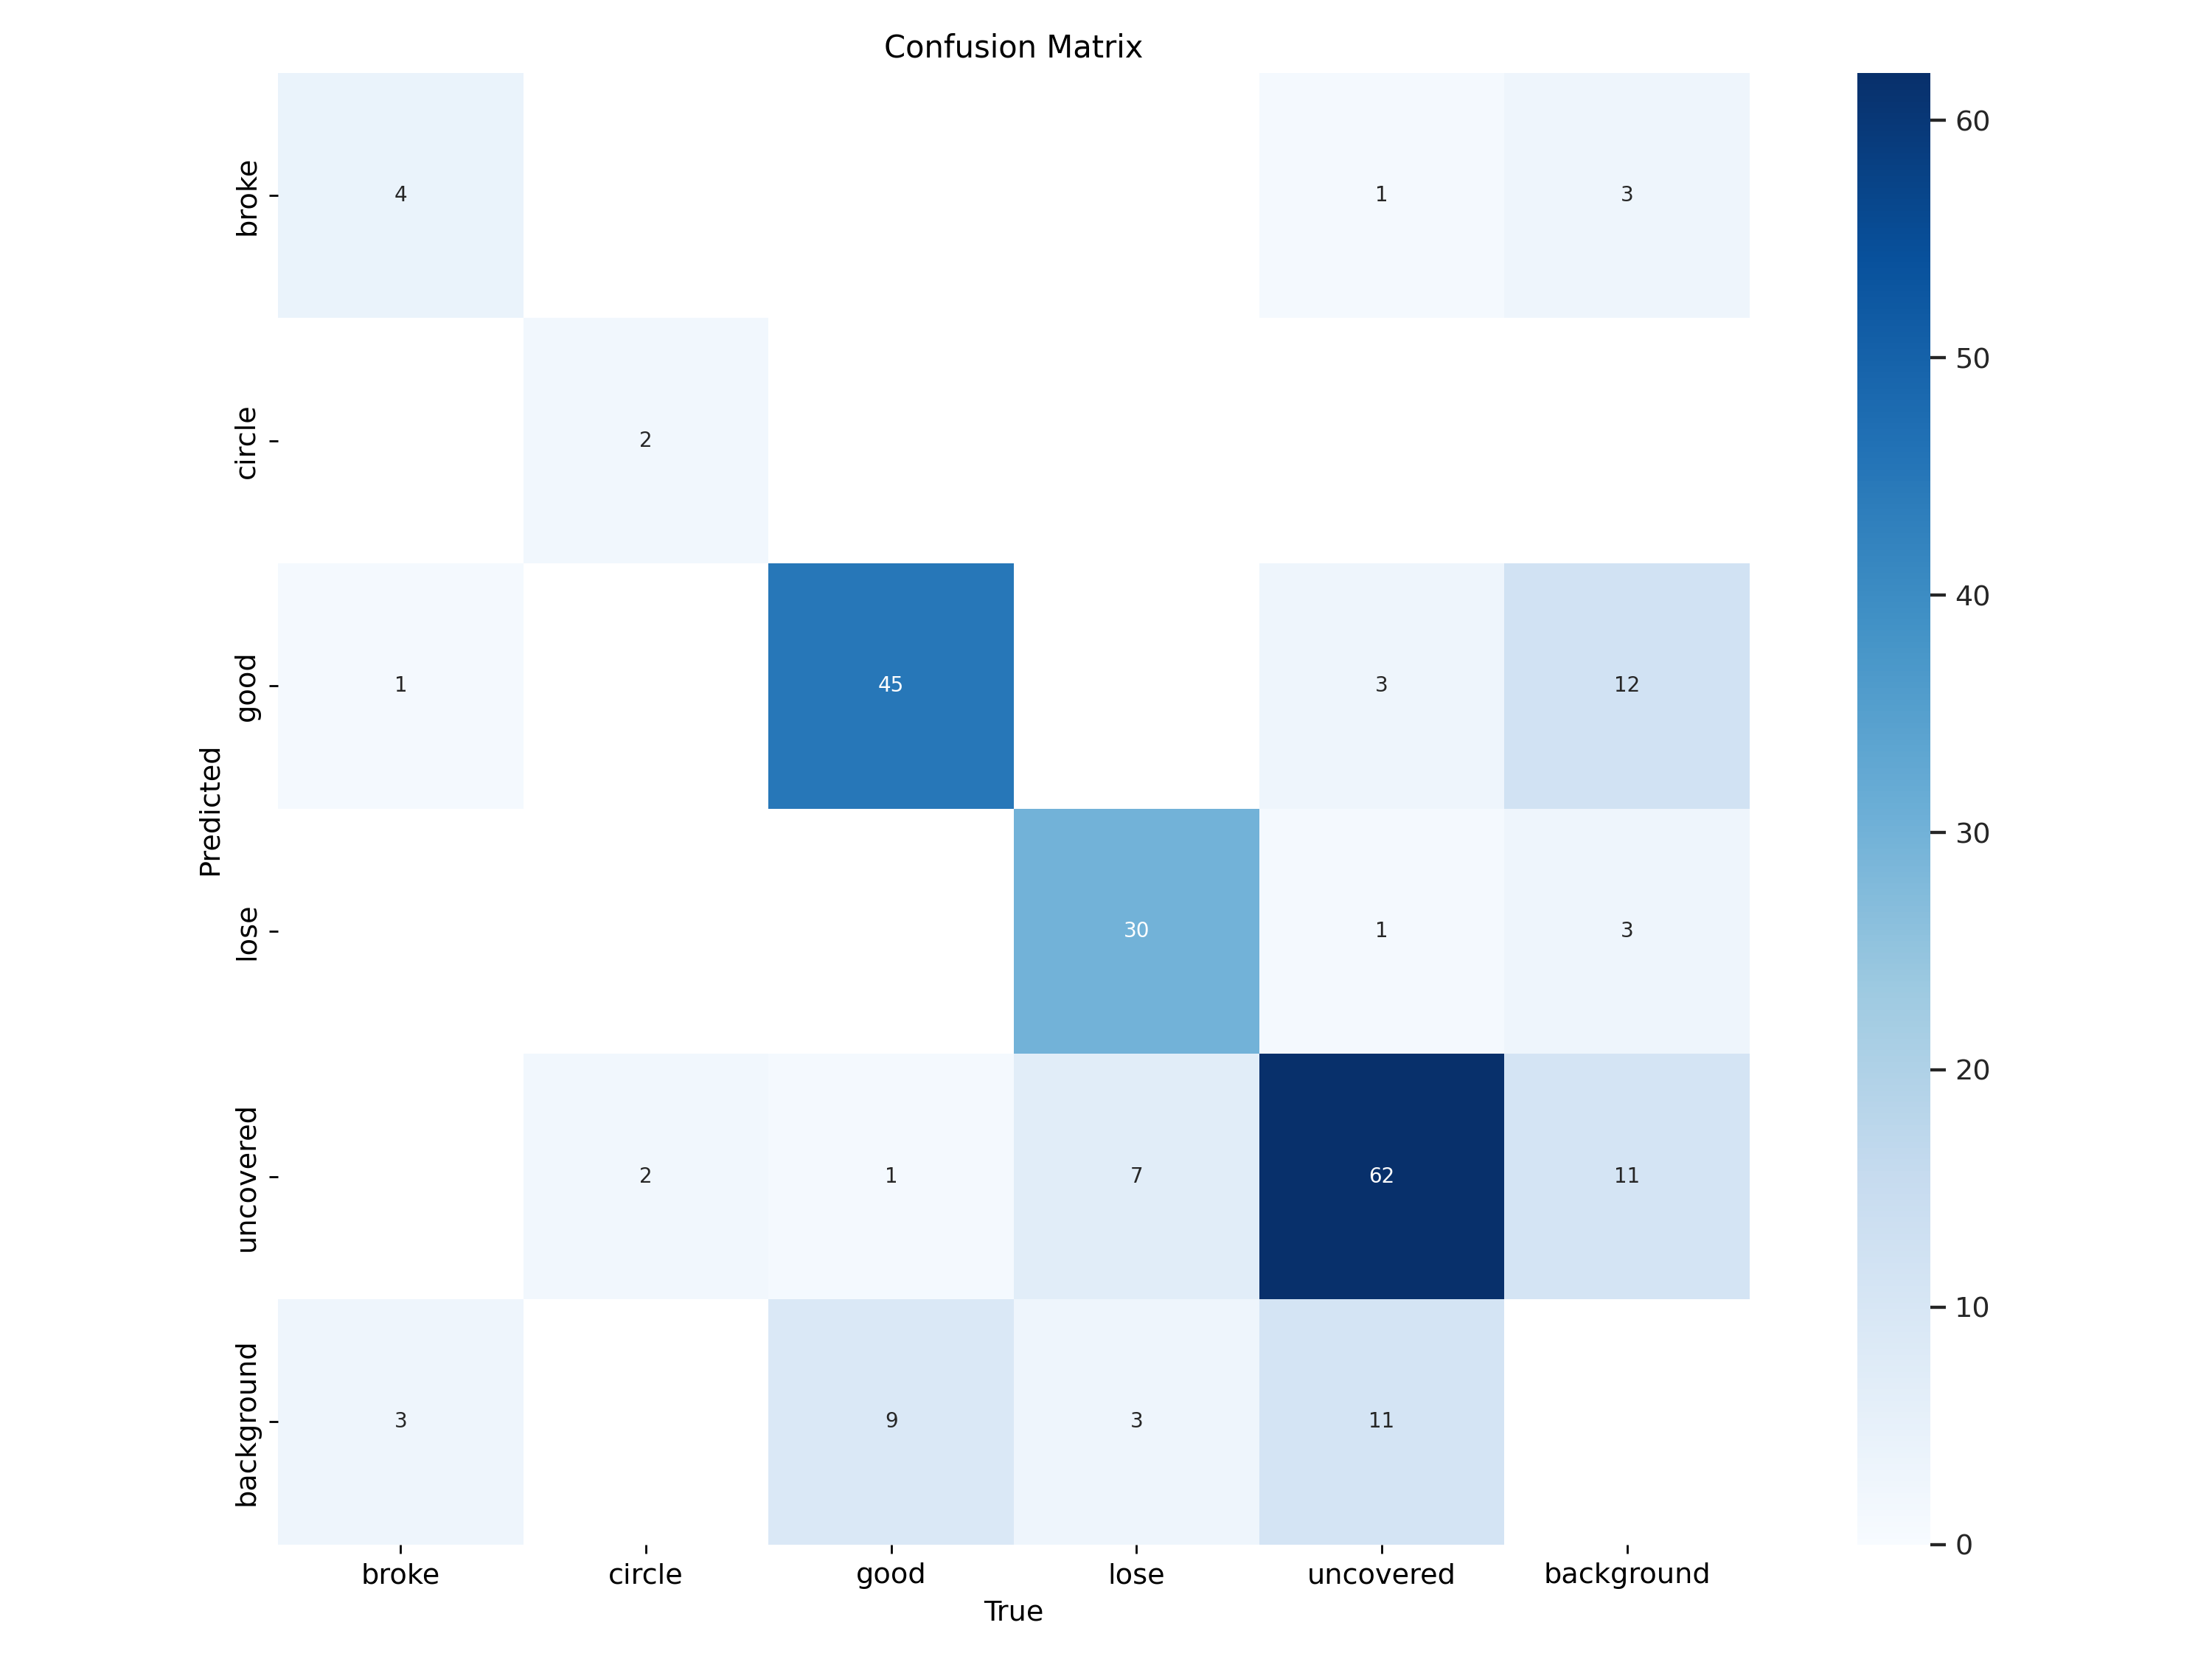 Confusion Matrix
broke 4 1 3
circle 2
good 1 45 3 12
lose 30 1 3
uncovered 2 1 7 62 11
background 3 9 3 11
Predicted
broke circle good lose uncovered background
True
60
50
40
30
20
10
0